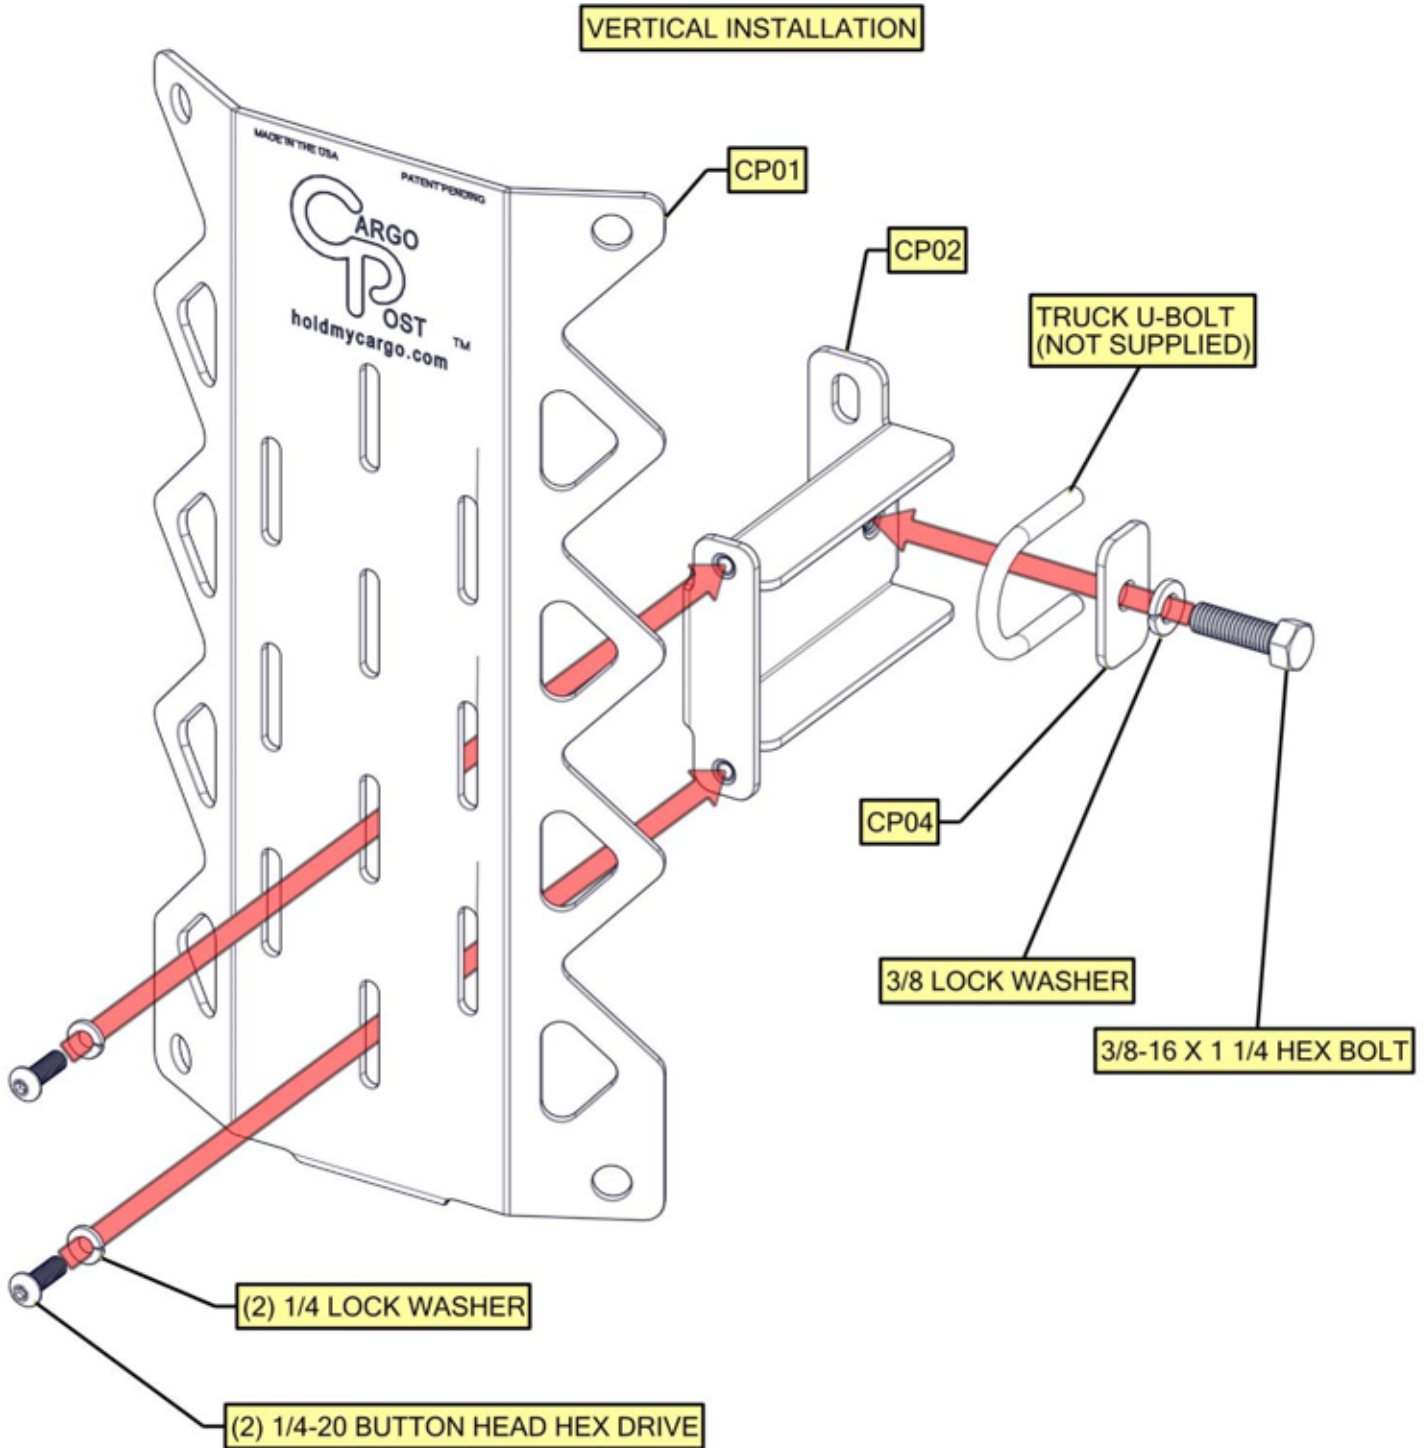 VERTICAL INSTALLATION
MADE IN THE USA
PATENT PENDING
CP01
CARGO
POST
TM
holdmycargo.com
CP02
TRUCK U-BOLT
(NOT SUPPLIED)
CP04
3/8 LOCK WASHER
3/8-16 X 1 1/4 HEX BOLT
(2) 1/4 LOCK WASHER
(2) 1/4-20 BUTTON HEAD HEX DRIVE